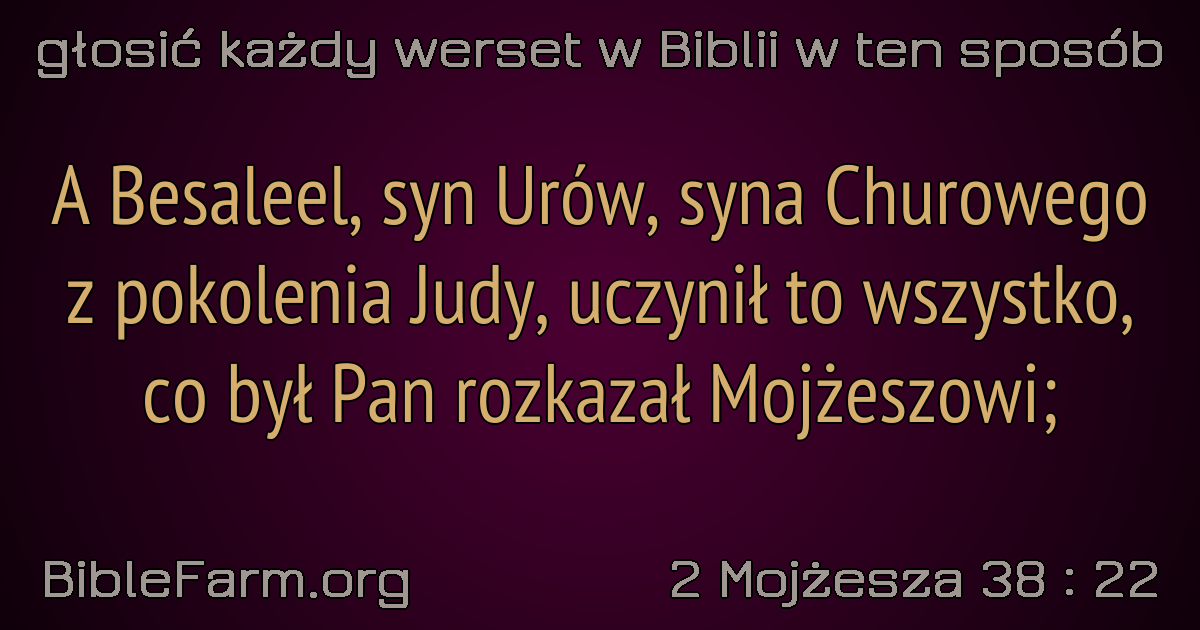 głosić każdy werset w Biblii w ten sposób
A Besaleel, syn Urów, syna Churowego
z pokolenia Judy, uczynił to wszystko,
co był Pan rozkazał Mojżeszowi;
BibleFarm.org
2 Mojżesza 38 : 22